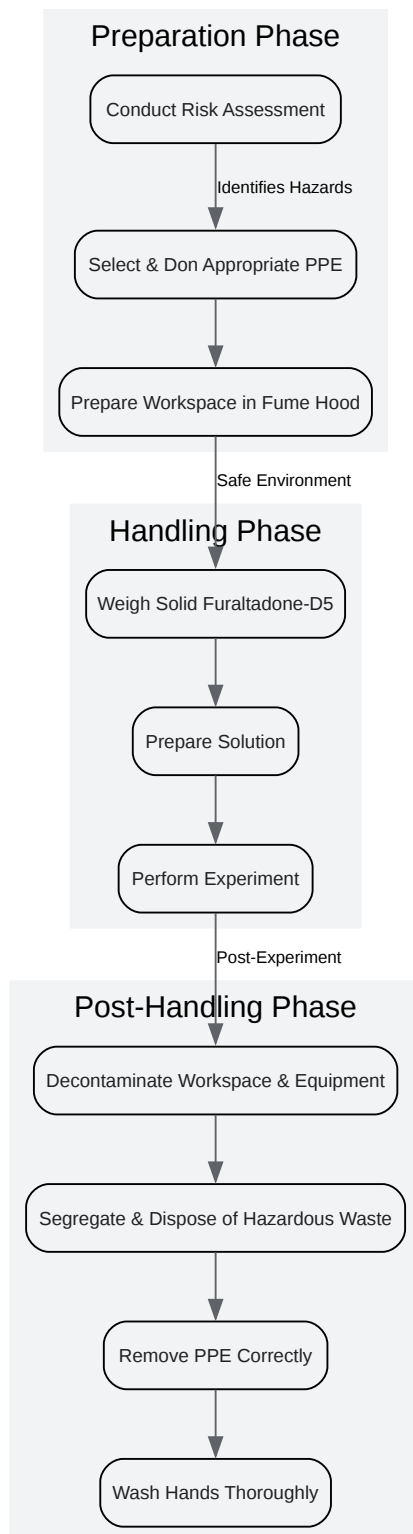 Preparation Phase
Conduct Risk Assessment
Identifies Hazards
Select & Don Appropriate PPE
Prepare Workspace in Fume Hood
Safe Environment
Handling Phase
Weigh Solid Furaltadone-D5
Prepare Solution
Perform Experiment
Post-Experiment
Post-Handling Phase
Decontaminate Workspace & Equipment
Segregate & Dispose of Hazardous Waste
Remove PPE Correctly
Wash Hands Thoroughly